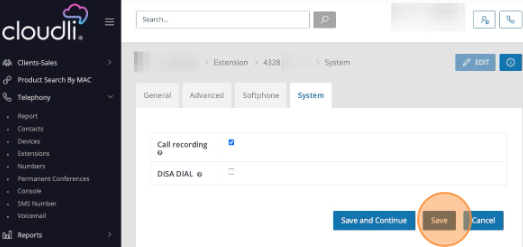 cloudli.
Search...
Clients-Sales
Product Search By MAC
Telephony
Report
Contacts
Devices
Extensions
Numbers
Permanent Conferences
Console
SMS Number
Voicemail
Reports
> Extension > 4328 > System
EDIT
General Advanced Softphone System
Call recording
DISA DIAL
Save and Continue Save Cancel